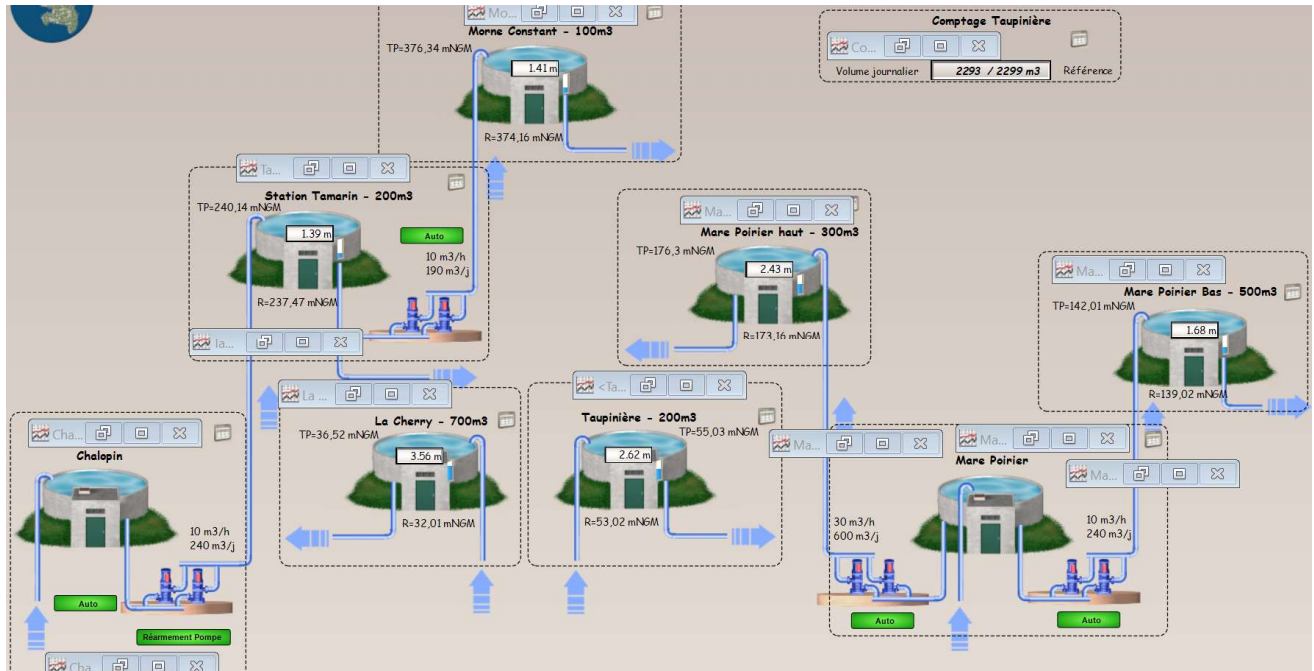 Mo...
Morne Constant - 100m3
TP=376,34 mNGM
1.41 m
R=374,16 mNGM
Comptage Taupinière
Co...
Volume journalier 2293 / 2299 m3 Référence
Ta...
Station Tamarin - 200m3
TP=240,14 mNGM
1.39 m
Auto
10 m3/h
190 m3/j
R=237,47 mNGM
Ma...
Mare Poirier haut - 300m3
TP=176,3 mNGM
2.43 m
R=173,16 mNGM
Ma...
Mare Poirier Bas - 500m3
TP=142,01 mNGM
1.68 m
R=139,02 mNGM
La ...
La Cherry - 700m3
TP=36,52 mNGM
3.56 m
R=32,01 mNGM
<Ta...
Taupinière - 200m3
TP=55,03 mNGM
2.62 m
R=53,02 mNGM
Cha...
Chalopin
10 m3/h
240 m3/j
Auto
Réarmement Pompe
Cha...
Ma...
Ma...
Mare Poirier
Ma...
30 m3/h
600 m3/j
10 m3/h
240 m3/j
Auto
Auto